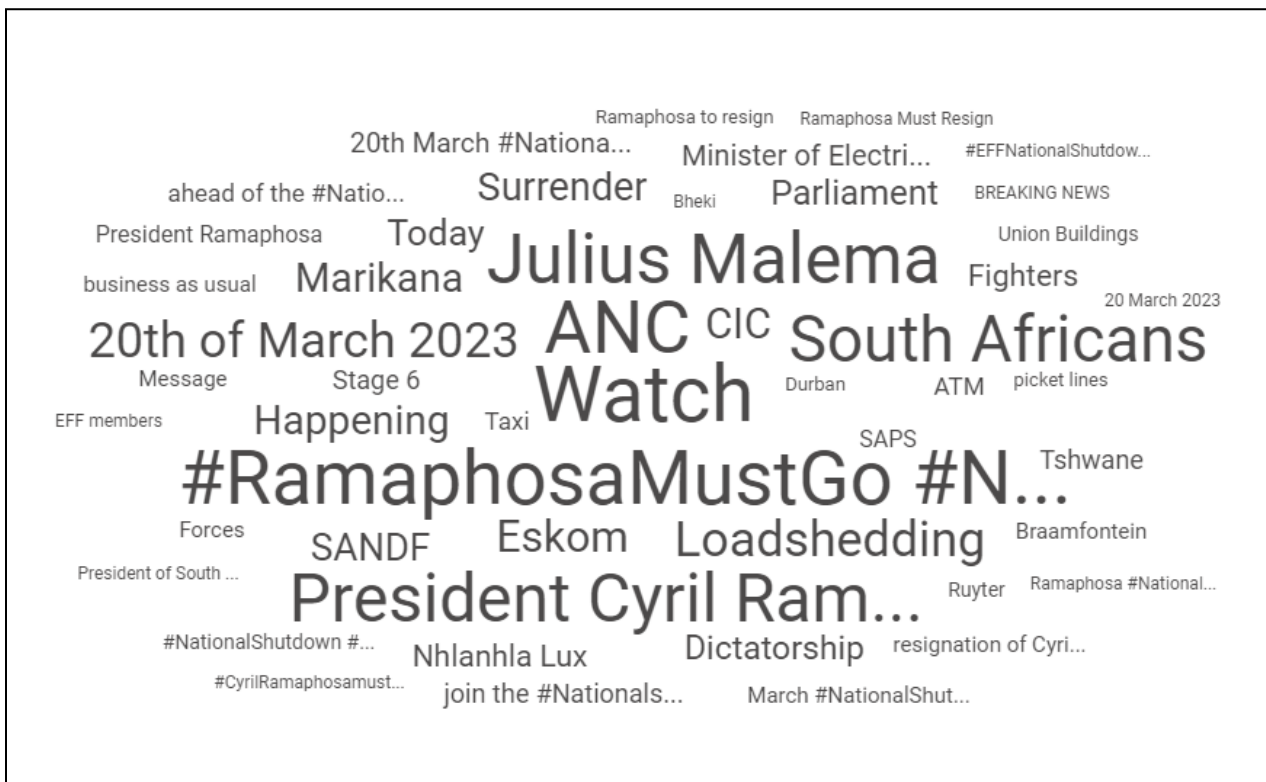 Ramaphosa to resign
Ramaphosa Must Resign
20th March #Nationa...
Minister of Electri...
#EFFNationalShutdow...
ahead of the #Natio...
Surrender
Bheki
Parliament
BREAKING NEWS
President Ramaphosa
Today
Julius Malema
Union Buildings
business as usual
Marikana
Fighters
20 March 2023
20th of March 2023
ANC
CIC
South Africans
Message
Stage 6
Watch
Durban
ATM
picket lines
EFF members
Happening
Taxi
SAPS
#RamaphosaMustGo #N...
Tshwane
Forces
SANDF
Eskom
Loadshedding
Braamfontein
President of South ...
President Cyril Ram...
Ruyter
Ramaphosa #National...
#NationalShutdown #...
Nhlanhla Lux
Dictatorship
resignation of Cyri...
#CyrilRamaphosamust...
join the #Nationals...
March #NationalShut...